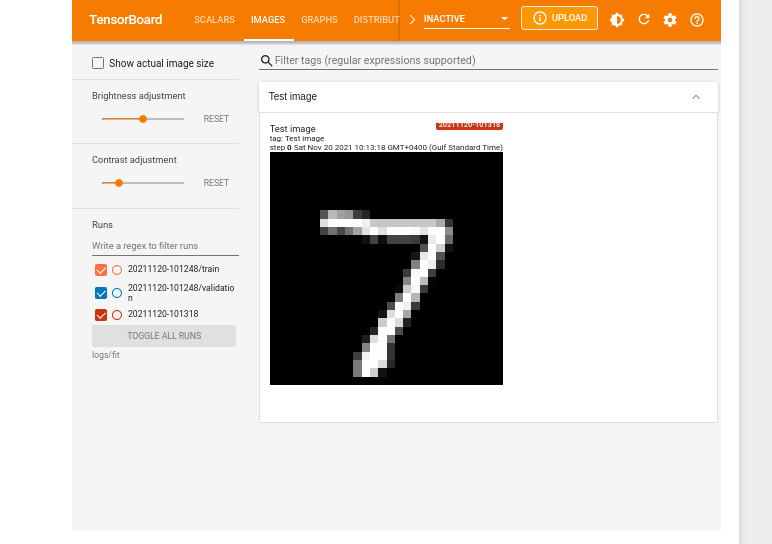 TensorBoard
SCALARS
IMAGES
GRAPHS
DISTRIBUT
INACTIVE
UPLOAD
Show actual image size
Brightness adjustment
RESET
Contrast adjustment
RESET
Runs
Write a regex to filter runs
20211120-101248/train
20211120-101248/validatio
n
20211120-101318
TOGGLE ALL RUNS
logs/fit
Filter tags (regular expressions supported)
Test image
Test image
20211120-101318
tag: Test image
step 0 Sat Nov 20 2021 10:13:18 GMT+0400 (Gulf Standard Time)
7